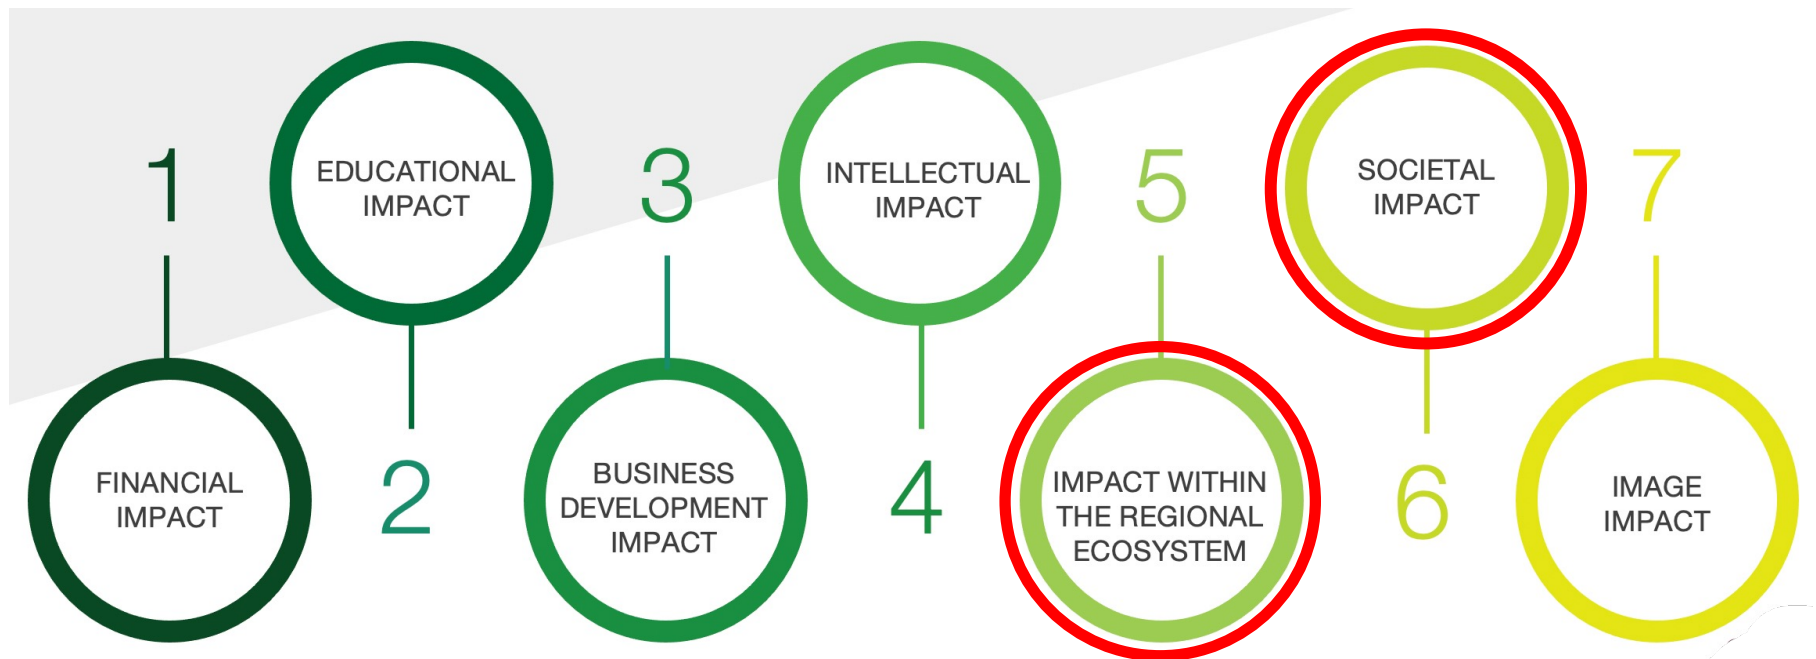 1
FINANCIAL
IMPACT
EDUCATIONAL
IMPACT
2
3
BUSINESS
DEVELOPMENT
IMPACT
INTELLECTUAL
IMPACT
4
5
IMPACT WITHIN
THE REGIONAL
ECOSYSTEM
SOCIETAL
IMPACT
6
7
IMAGE
IMPACT